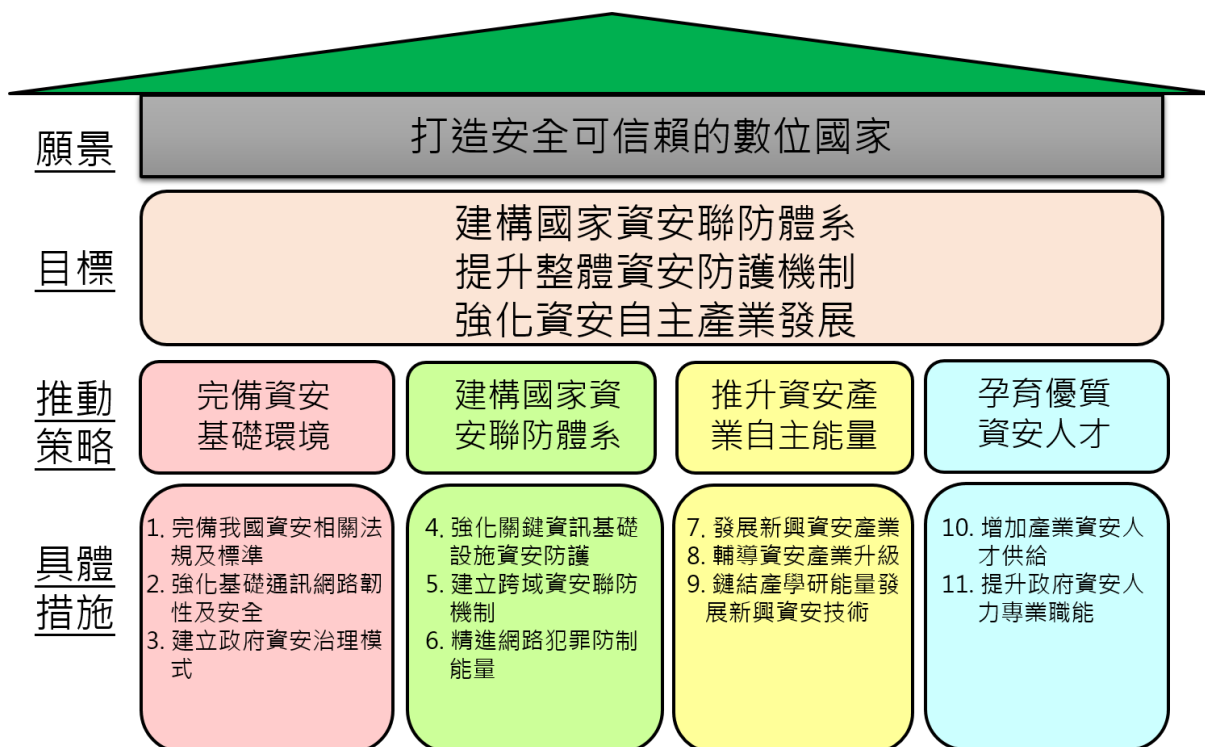 願景
打造安全可信賴的數位國家
目標
建構國家資安聯防體系
提升整體資安防護機制
強化資安自主產業發展
推動
策略
完備資安
基礎環境
建構國家資
安聯防體系
推升資安產
業自主能量
孕育優質
資安人才
具體
措施
1. 完備我國資安相關法
規及標準
2. 強化基礎通訊網路韌
性及安全
3. 建立政府資安治理模
式
4. 強化關鍵資訊基礎
設施資安防護
5. 建立跨域資安聯防
機制
6. 精進網路犯罪防制
能量
7. 發展新興資安產業
8. 輔導資安產業升級
9. 鏈結產學研能量發
展新興資安技術
10. 增加產業資安人
才供給
11. 提升政府資安人
力專業職能